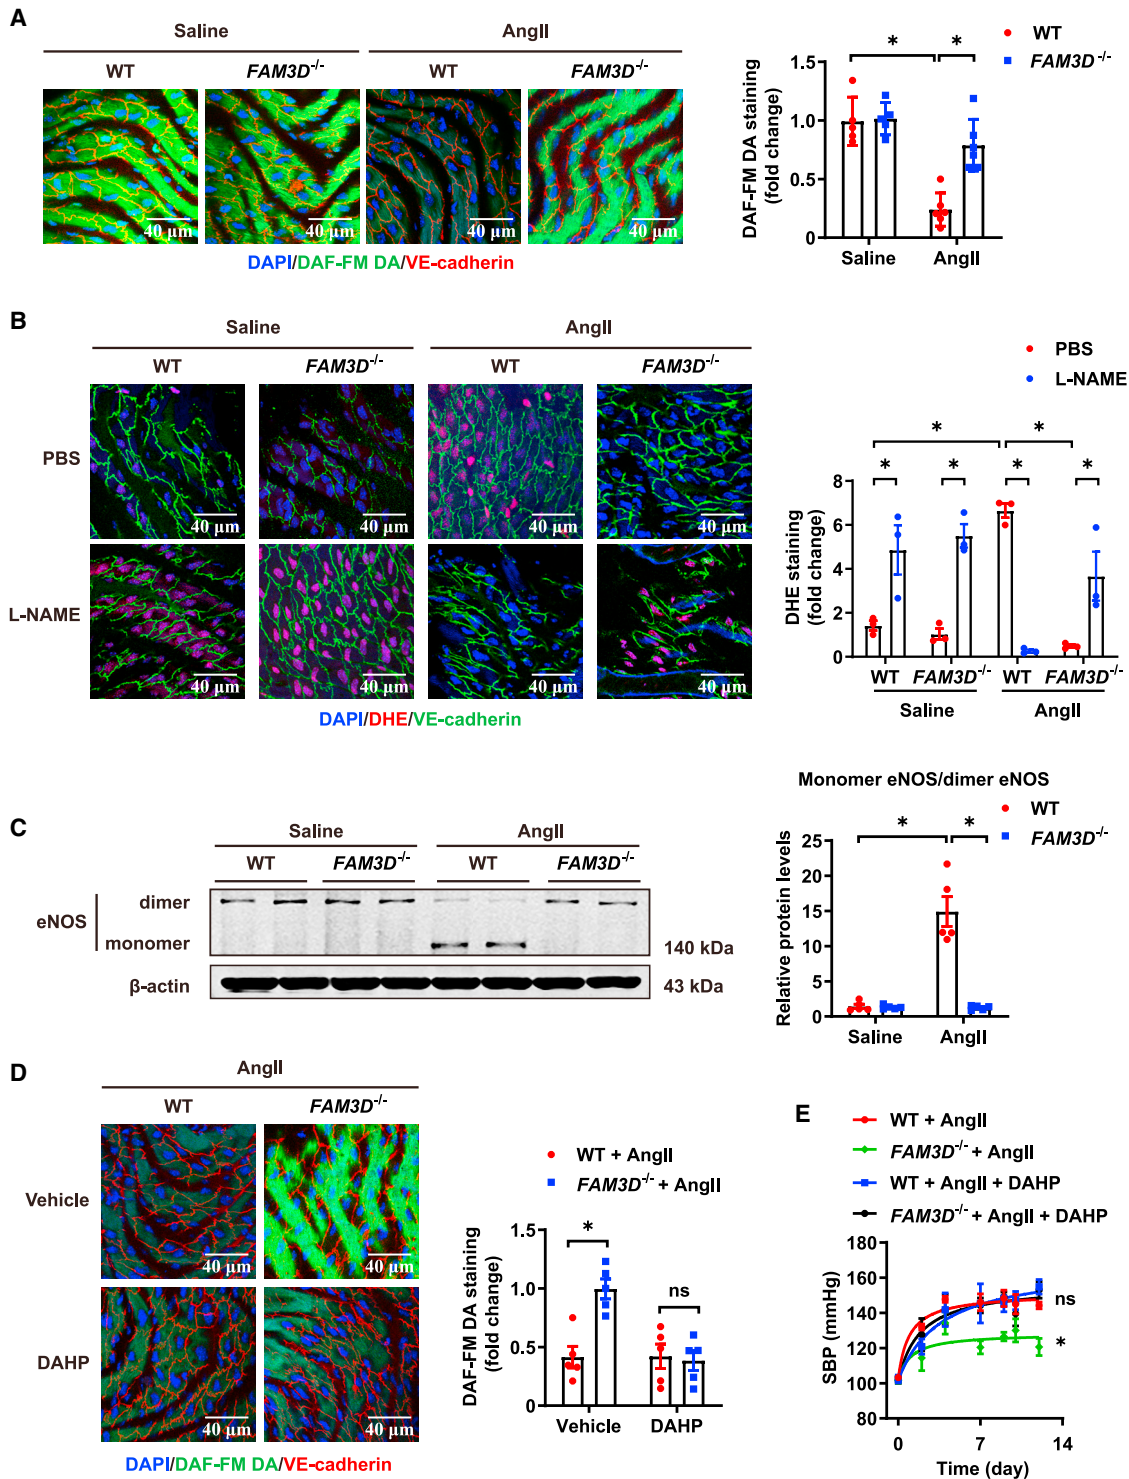 A
Saline
AngII
WT
FAM3D-/-
WT
FAM3D-/-
40 μm
40 μm
40 μm
40 μm
DAPI/DAF-FM DA/VE-cadherin
WT
FAM3D-/-
DAF-FM DA staining
(fold change)
1.5
1.0
0.5
0
*
*
Saline
AngII
B
Saline
AngII
WT
FAM3D-/-
WT
FAM3D-/-
PBS
40 μm
40 μm
40 μm
40 μm
L-NAME
40 μm
40 μm
40 μm
40 μm
DAPI/DHE/VE-cadherin
PBS
L-NAME
DHE staining
(fold change)
8
6
4
2
0
*
*
*
*
*
*
WT
FAM3D-/-
WT
FAM3D-/-
Saline
AngII
C
Saline
AngII
WT
FAM3D-/-
WT
FAM3D-/-
eNOS
dimer
monomer
140 kDa
β-actin
43 kDa
Monomer eNOS/dimer eNOS
WT
FAM3D-/-
Relative protein levels
25
20
15
10
5
0
*
*
Saline
AngII
D
AngII
WT
FAM3D-/-
Vehicle
40 μm
40 μm
DAHP
40 μm
40 μm
DAPI/DAF-FM DA/VE-cadherin
WT + AngII
FAM3D-/- + AngII
DAF-FM DA staining
(fold change)
1.5
1.0
0.5
0
*
ns
Vehicle
DAHP
E
WT + AngII
FAM3D-/- + AngII
WT + AngII + DAHP
FAM3D-/- + AngII + DAHP
SBP (mmHg)
180
160
140
120
100
80
ns
*
0
7
14
Time (day)